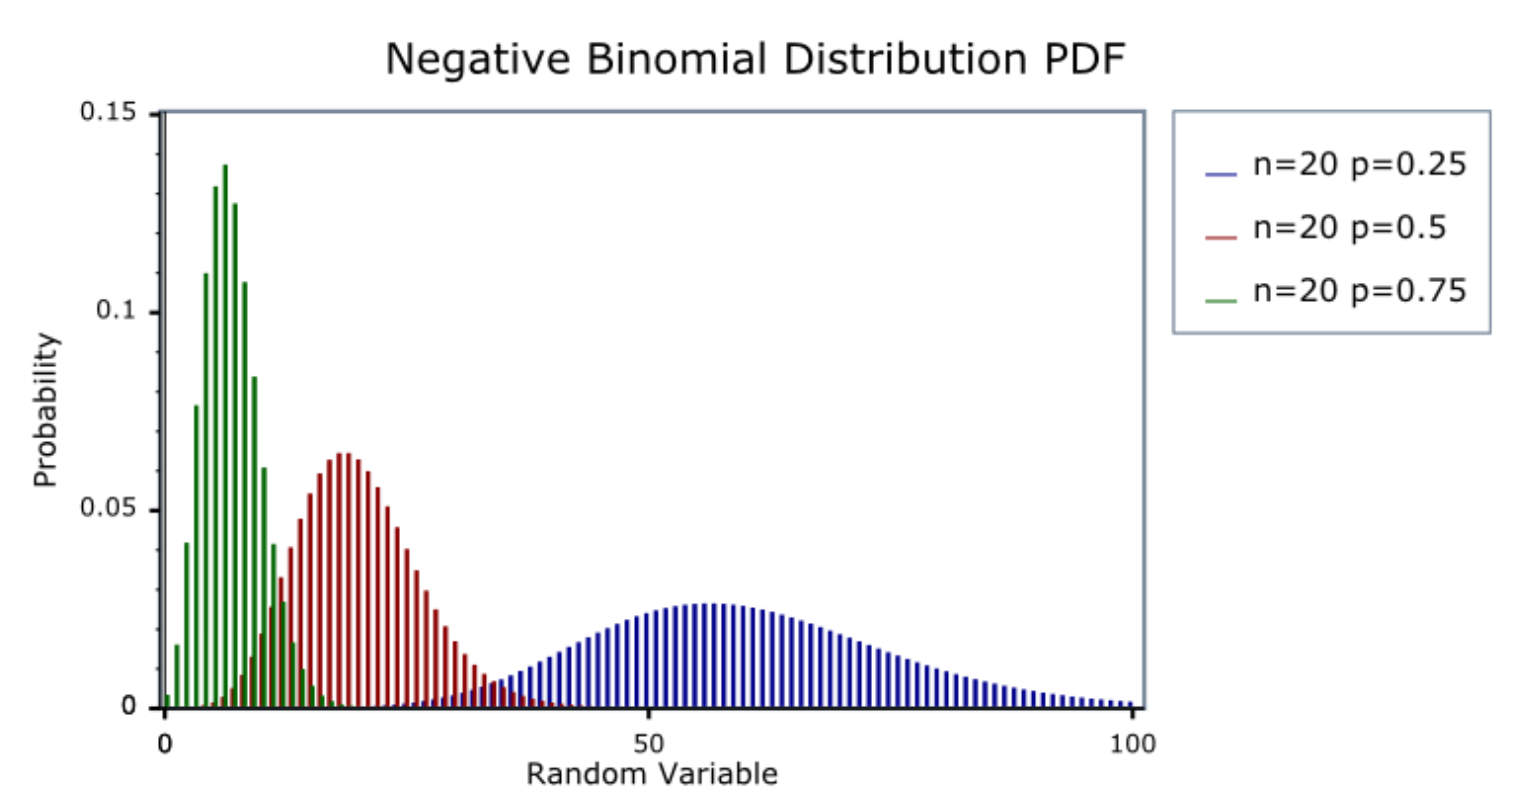 Negative Binomial Distribution PDF
0.15
0.1
0.05
0
Probability
0
50
100
Random Variable
n=20 p=0.25
n=20 p=0.5
n=20 p=0.75